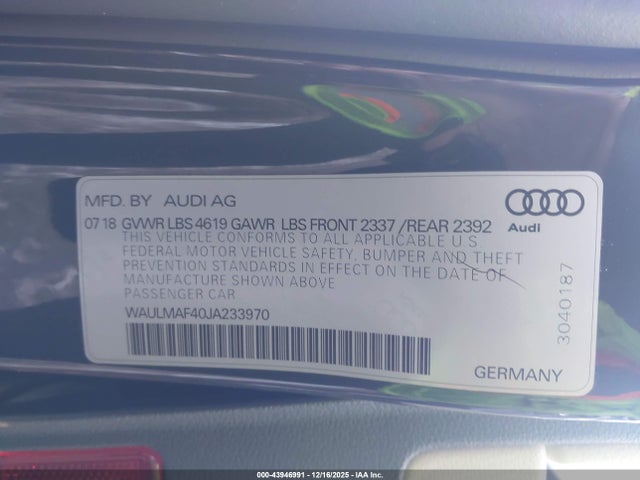 MFD. BY AUDI AG
07 18 GVWR LBS 4619 GAWR LBS FRONT 2337 /REAR 2392
THIS VEHICLE CONFORMS TO ALL APPLICABLE U S
FEDERAL MOTOR VEHICLE SAFETY, BUMPER AND THEFT
PREVENTION STANDARDS IN EFFECT ON THE DATE OF
MANUFACTURE SHOWN ABOVE
PASSENGER CAR
WAULMAF40JA233970
Audi
3040187
GERMANY
000-43946991 - 12/16/2025 - IAA Inc.